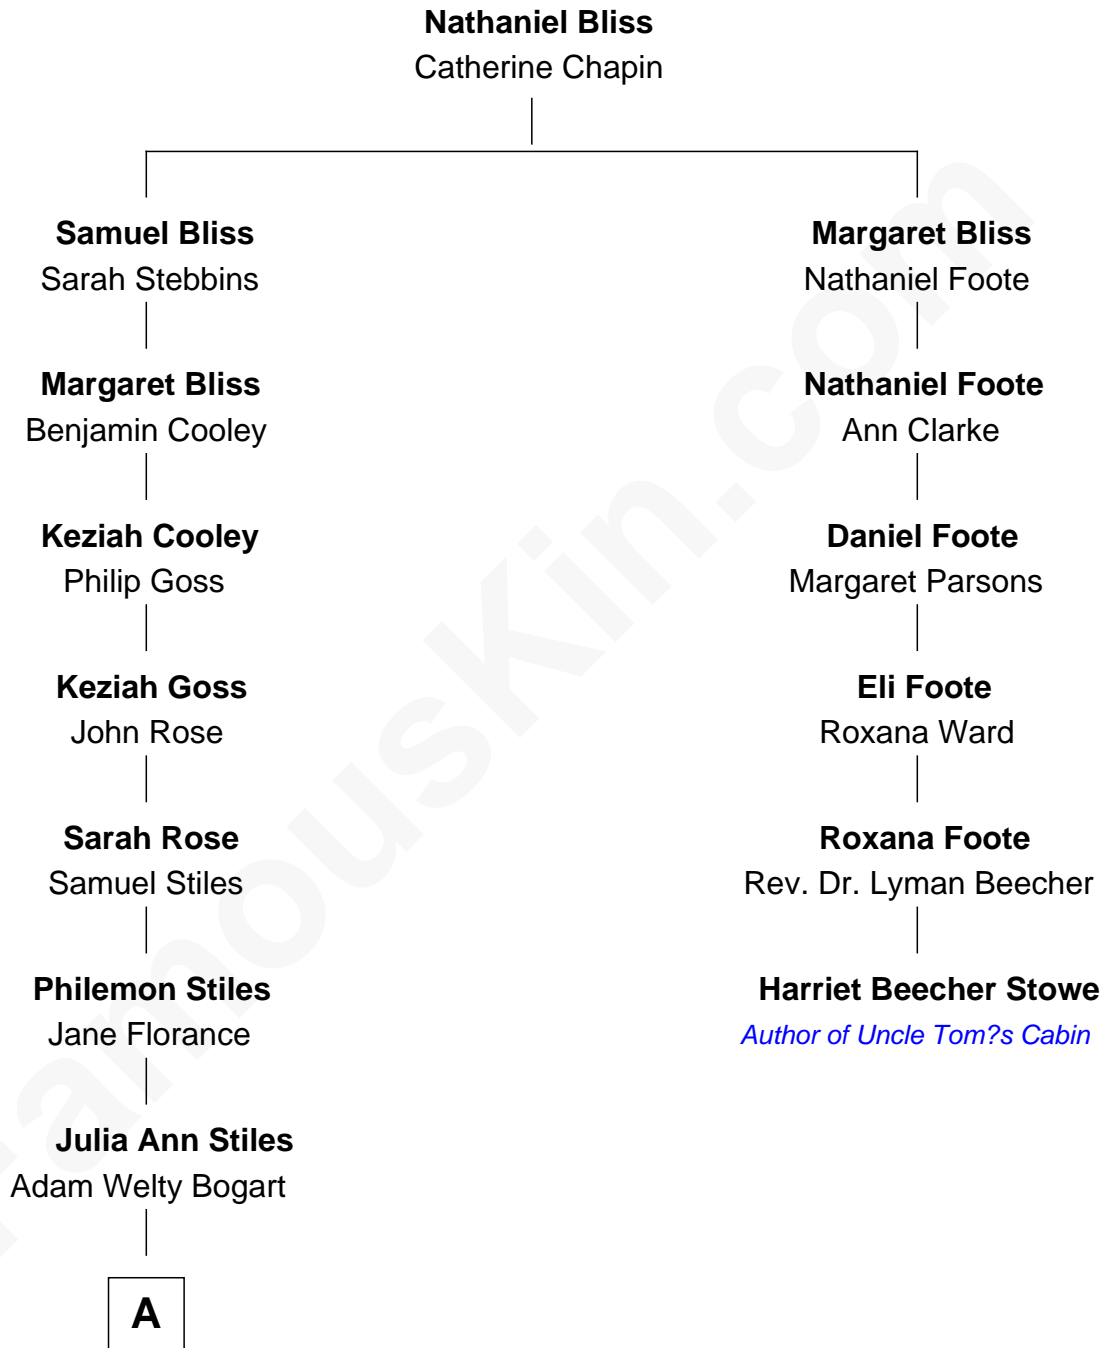 Nathaniel Bliss
Catherine Chapin
Samuel Bliss
Sarah Stebbins
Margaret Bliss
Nathaniel Foote
Margaret Bliss
Benjamin Cooley
Nathaniel Foote
Ann Clarke
Keziah Cooley
Philip Goss
Daniel Foote
Margaret Parsons
Keziah Goss
John Rose
Eli Foote
Roxana Ward
Sarah Rose
Samuel Stiles
Roxana Foote
Rev. Dr. Lyman Beecher
Philemon Stiles
Jane Florance
Harriet Beecher Stowe
Author of Uncle Tom?s Cabin
Julia Ann Stiles
Adam Welty Bogart
A
FamousKin.com